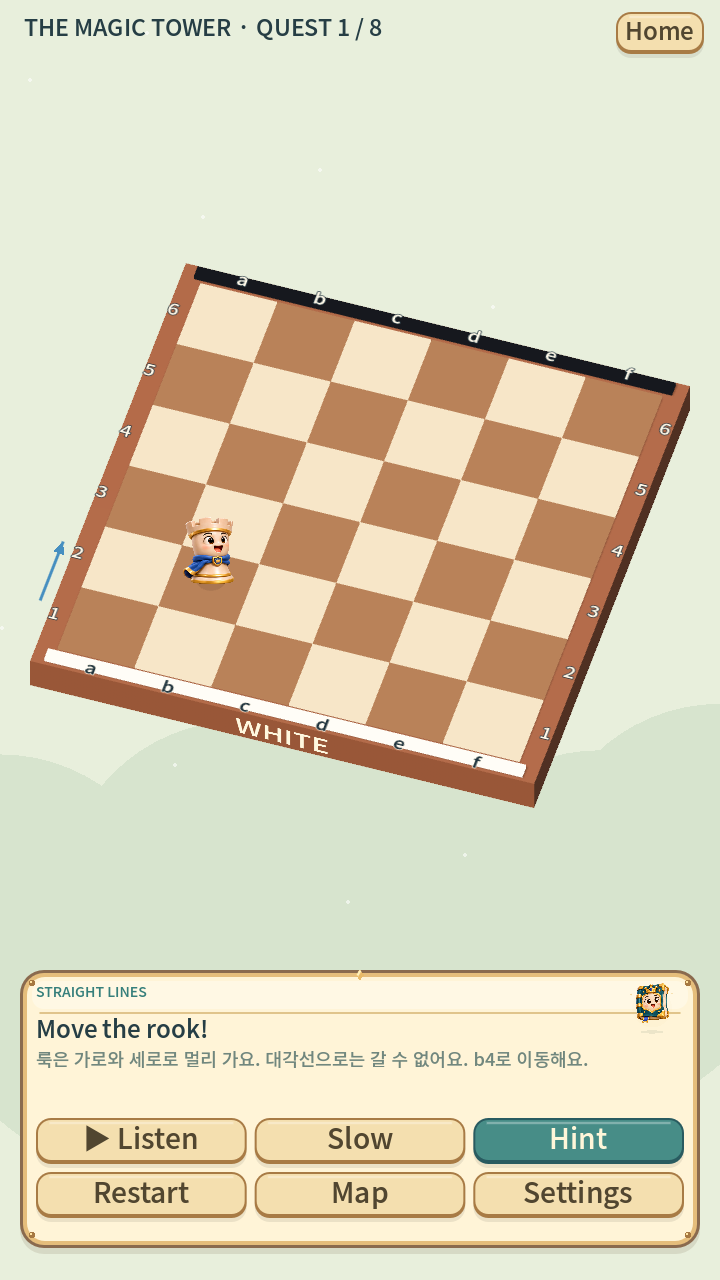 THE MAGIC TOWER · QUEST 1 / 8
Home
a b c d e f
6 6
5 5
4 4
3 3
2 2
1 1
a b c d e f
WHITE
STRAIGHT LINES
Move the rook!
룩은 가로와 세로로 멀리 가요. 대각선으로는 갈 수 없어요. b4로 이동해요.
▶ Listen
Slow
Hint
Restart
Map
Settings